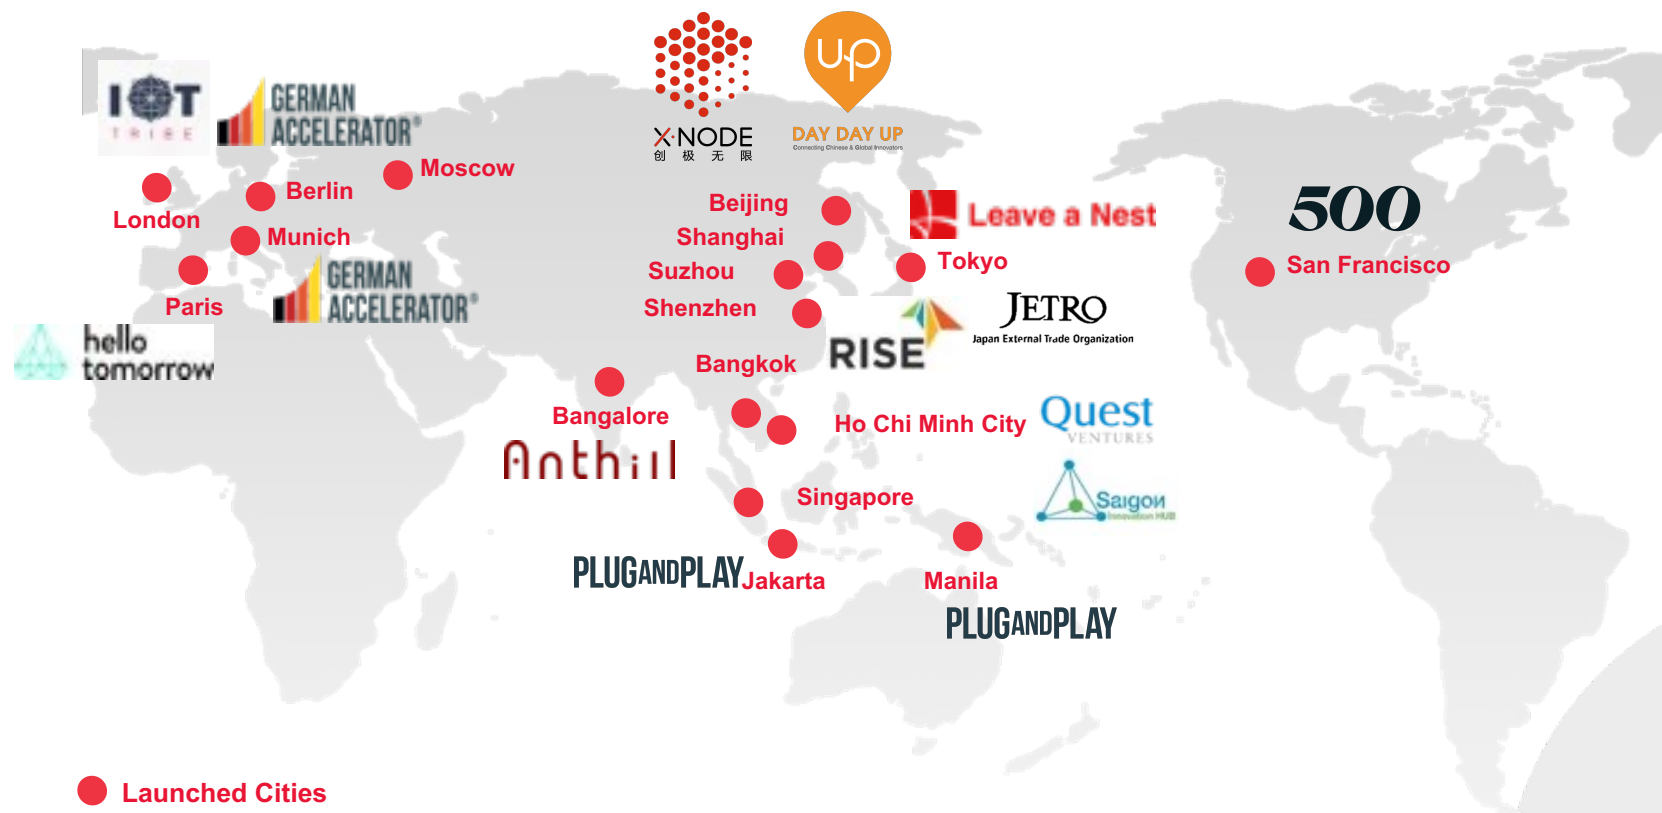 IOT
TRIBE
GERMAN
ACCELERATOR®
X-NODE
创极无限
up
DAY DAY UP
Connecting Chinese & Global Innovators
Moscow
Berlin
London
Munich
GERMAN
ACCELERATOR®
Paris
hello
tomorrow
Beijing
Shanghai
Suzhou
Shenzhen
Leave a Nest
Tokyo
500
San Francisco
JETRO
Japan External Trade Organization
RISE
Bangkok
Bangalore
Anthill
Ho Chi Minh City
Quest
VENTURES
Saigon
Innovation HUB
Singapore
PLUGANDPLAY
Jakarta
Manila
PLUGANDPLAY
Launched Cities